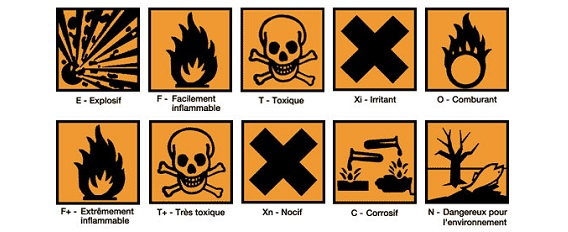 E - Explosif
F - Facilement
inflammable
T - Toxique
Xi - Irritant
O - Comburant
F+ - Extrêmement
inflammable
T+ - Très toxique
Xn - Nocif
C - Corrosif
N - Dangereux pour
l'environnement